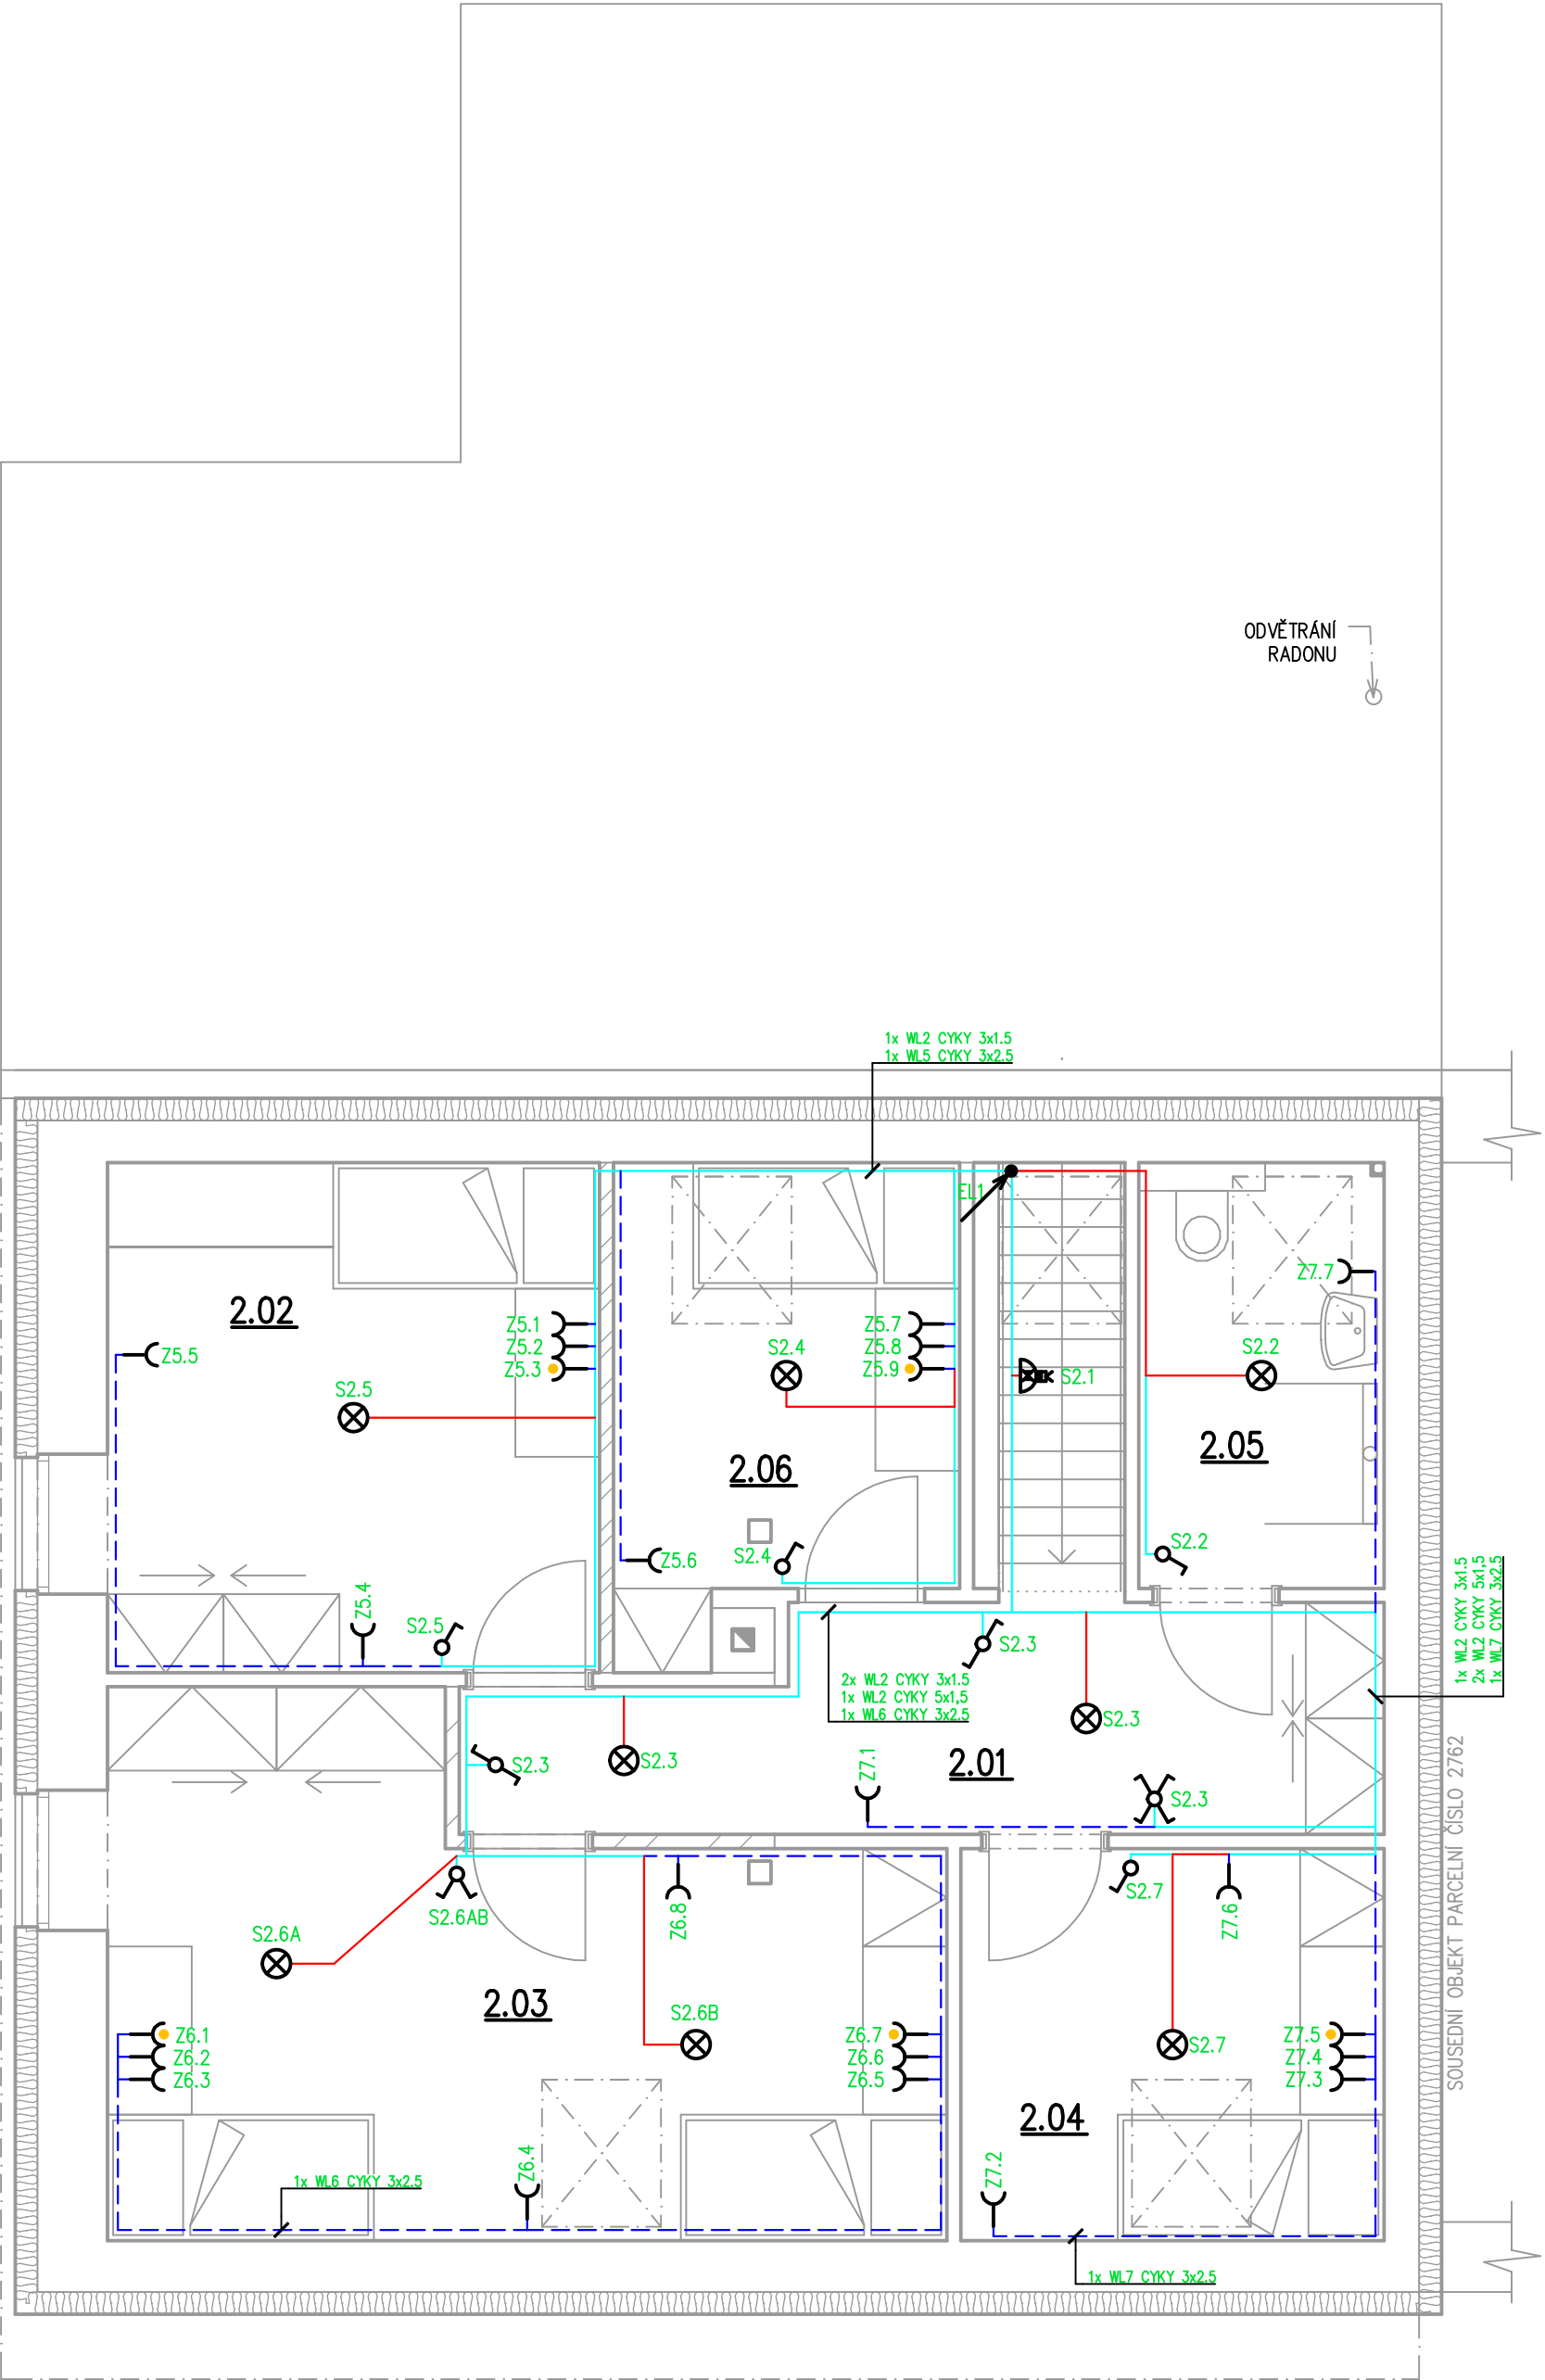 ODVĚTRÁNÍ
RADONU
1x WL2 CYKY 3x1.5
1x WL5 CYKY 3x2.5
EL1
2.02
Z5.5
S2.5
Z5.1
Z5.2
Z5.3
S2.4
Z5.7
Z5.8
Z5.9
S2.1
Z7.7
S2.2
2.06
2.05
Z5.4
S2.5
Z5.6
S2.4
S2.2
1x WL2 CYKY 3x1.5
2x WL2 CYKY 5x1,5
1x WL7 CYKY 3x2.5
S2.3
2x WL2 CYKY 3x1.5
1x WL2 CYKY 5x1,5
1x WL6 CYKY 3x2.5
S2.3
S2.3
S2.3
Z7.1
2.01
S2.3
SOUSEDNÍ OBJEKT PARCELNÍ ČÍSLO 2762
S2.6AB
S2.6A
Z6.8
S2.7
Z7.6
2.03
S2.6B
Z6.1
Z6.2
Z6.3
Z6.7
Z6.6
Z6.5
S2.7
Z7.5
Z7.4
Z7.3
2.04
Z6.4
Z7.2
1x WL6 CYKY 3x2.5
1x WL7 CYKY 3x2.5